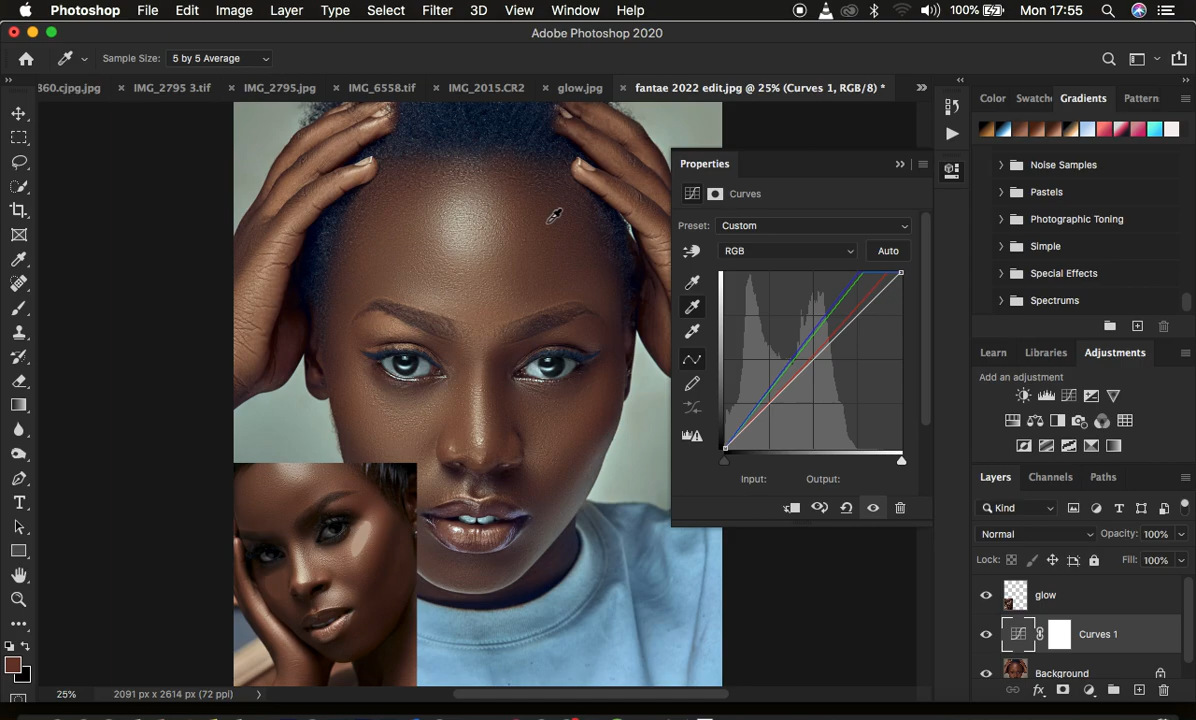 Photoshop File Edit Image Layer Type Select Filter 3D View Window Help 100% Mon 17:55
Adobe Photoshop 2020
Sample Size: 5 by 5 Average
360.cjpg.jpg × IMG_2795 3.tif × IMG_2795.jpg × IMG_6558.tif × IMG_2015.CR2 × glow.jpg × fantae 2022 edit.jpg @ 25% (Curves 1, RGB/8) *
Color Swatche Gradients Pattern
Noise Samples
Pastels
Photographic Toning
Simple
Special Effects
Spectrums
Properties
Curves
Preset: Custom
RGB Auto
Input: Output:
Learn Libraries Adjustments
Add an adjustment
Layers Channels Paths
Kind
Normal Opacity: 100%
Lock: Fill: 100%
glow
Curves 1
Background
25% 2091 px x 2614 px (72 ppi)